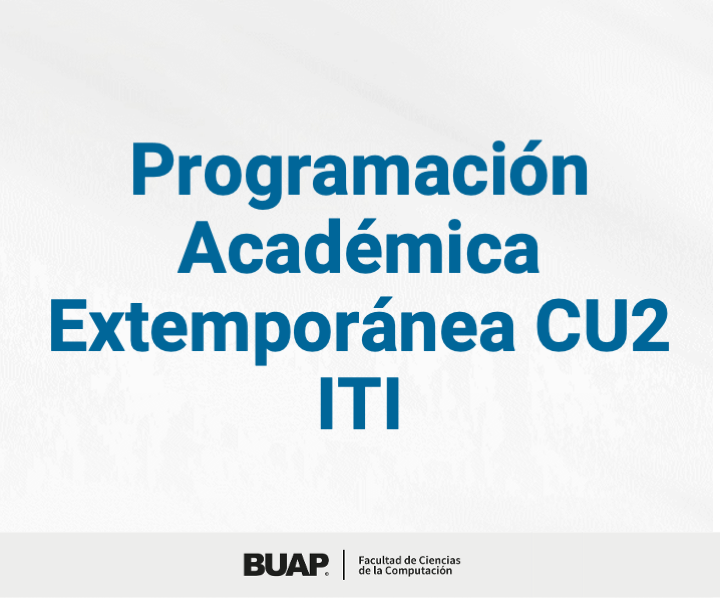 Programación
Académica
Extemporánea CU2
ITI
BUAP
Facultad de Ciencias
de la Computación